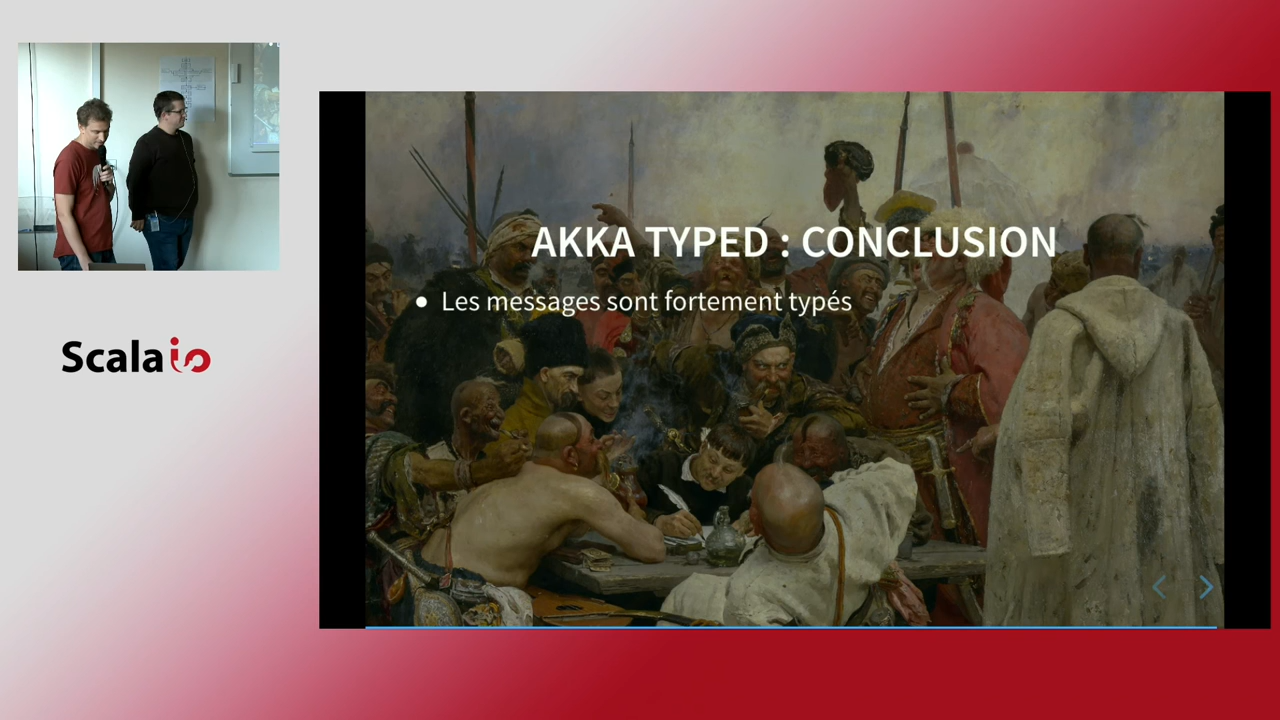 Scala io
AKKA TYPED : CONCLUSION
• Les messages sont fortement typés